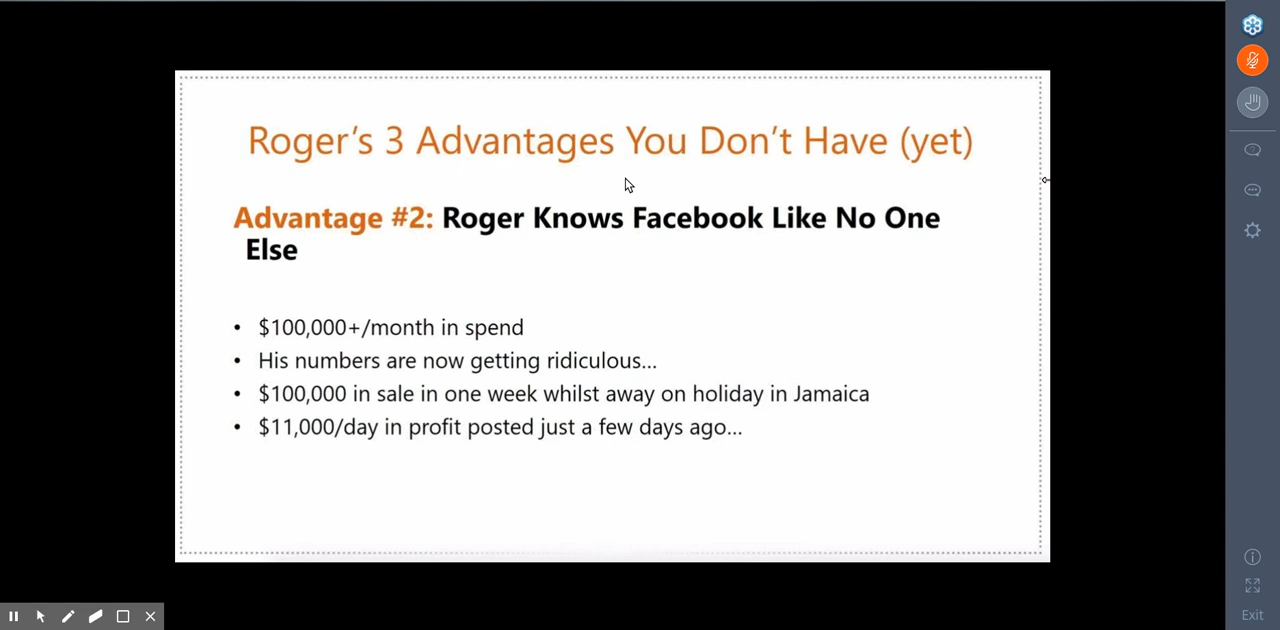 Roger's 3 Advantages You Don't Have (yet)
Advantage #2: Roger Knows Facebook Like No One
Else
• $100,000+/month in spend
• His numbers are now getting ridiculous...
• $100,000 in sale in one week whilst away on holiday in Jamaica
• $11,000/day in profit posted just a few days ago...
Exit